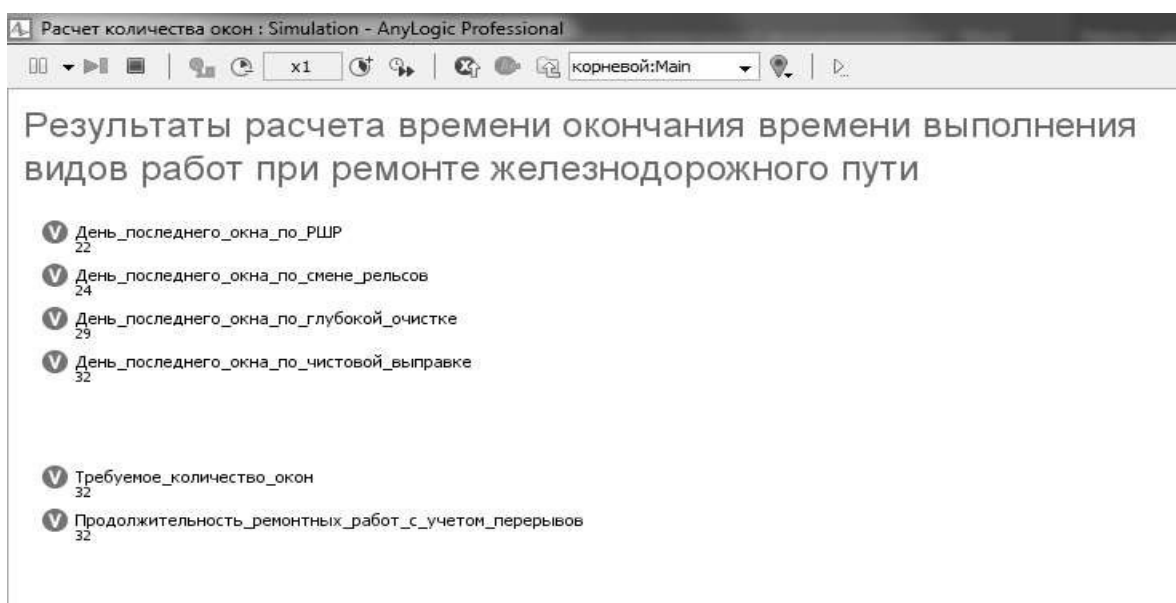 Расчет количества окон : Simulation - AnyLogic Professional
x1 корневой:Main
Результаты расчета времени окончания времени выполнения
видов работ при ремонте железнодорожного пути
V День_последнего_окна_по_РШР
22
V День_последнего_окна_по_смене_рельсов
24
V День_последнего_окна_по_глубокой_очистке
29
V День_последнего_окна_по_чистовой_выправке
32
V Требуемое_количество_окон
32
V Продолжительность_ремонтных_работ_с_учетом_перерывов
32